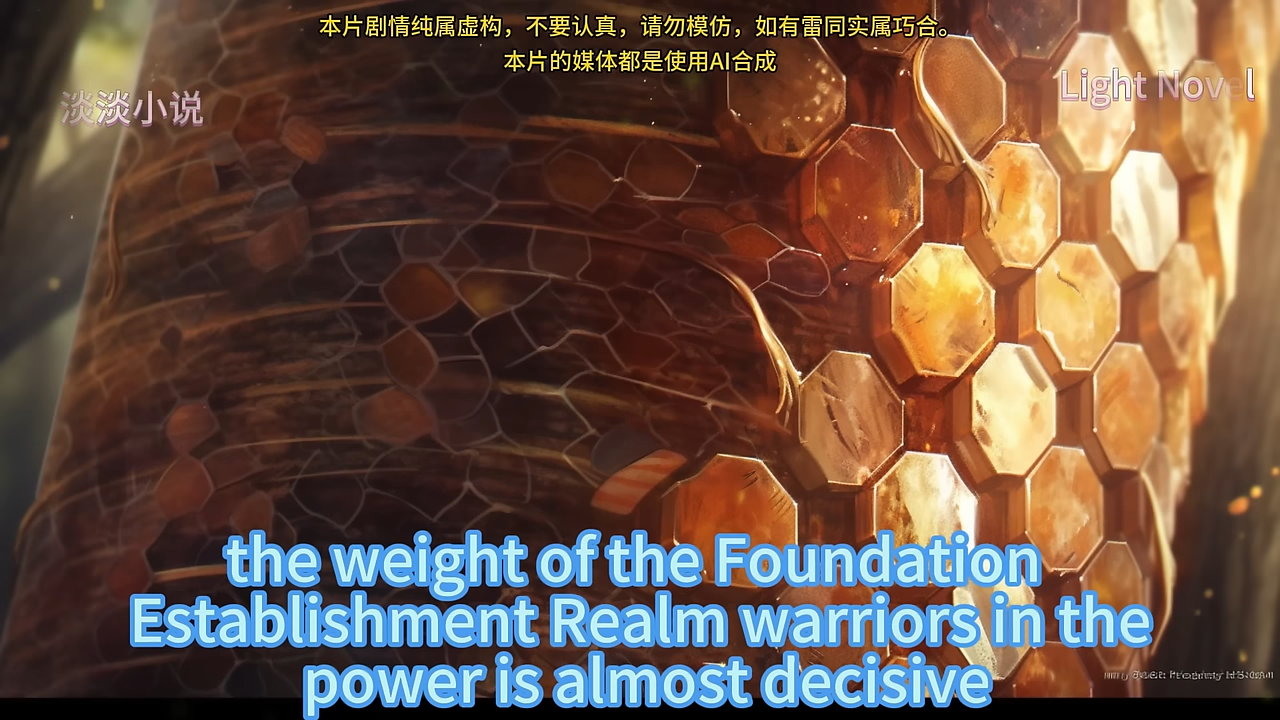 本片剧情纯属虚构，不要认真，请勿模仿，如有雷同实属巧合。
本片的媒体都是使用AI合成
淡淡小说
Light Novel
the weight of the Foundation
Establishment Realm warriors in the
power is almost decisive